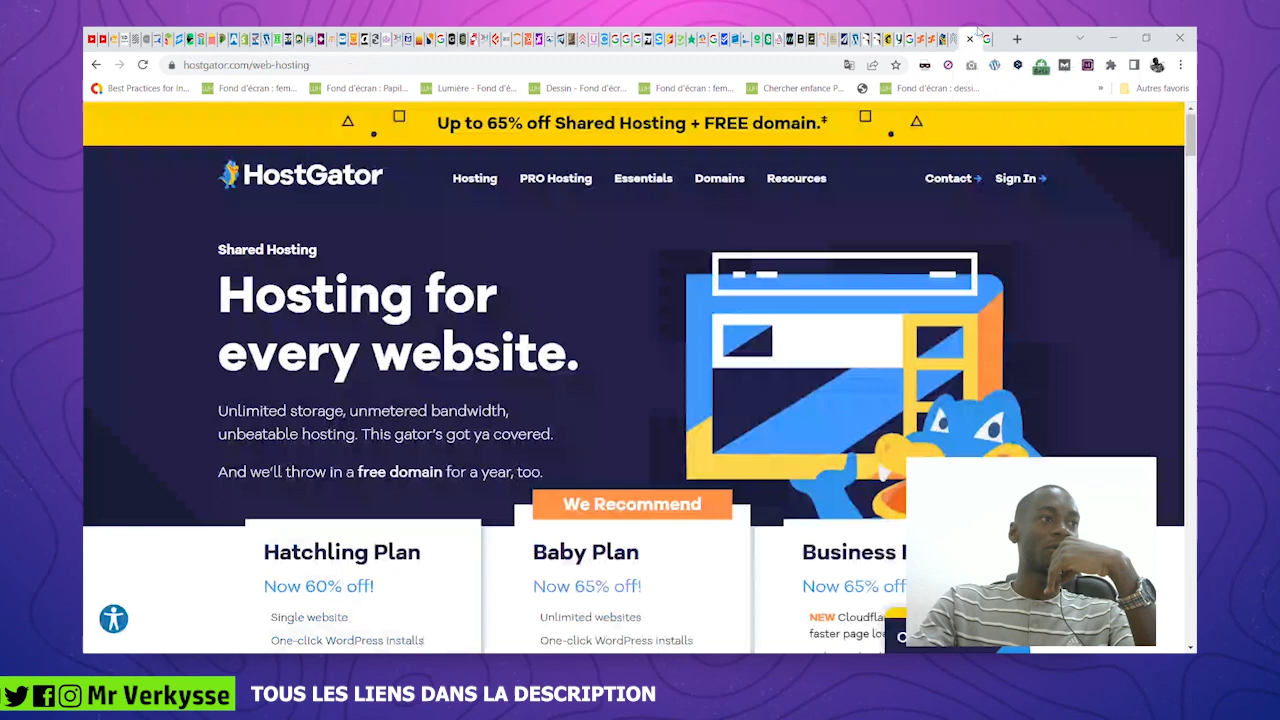 hostgator.com/web-hosting
Best Practices for In...
Fond d'écran : fem...
Fond d'écran : Papil...
Lumière - Fond d'é...
Dessin - Fond d'écr...
Fond d'écran : fem...
Chercher enfance P...
Fond d'écran : dessi...
»
Autres favoris
Up to 65% off Shared Hosting + FREE domain.‡
HostGator
Hosting
PRO Hosting
Essentials
Domains
Resources
Contact
Sign In
Shared Hosting
Hosting for
every website.
Unlimited storage, unmetered bandwidth,
unbeatable hosting. This gator's got ya covered.
And we'll throw in a free domain for a year, too.
We Recommend
Hatchling Plan
Now 60% off!
Single website
One-click WordPress installs
Baby Plan
Now 65% off!
Unlimited websites
One-click WordPress installs
Business
Now 65% off
NEW Cloudfl
faster page
Mr Verkysse
TOUS LES LIENS DANS LA DESCRIPTION